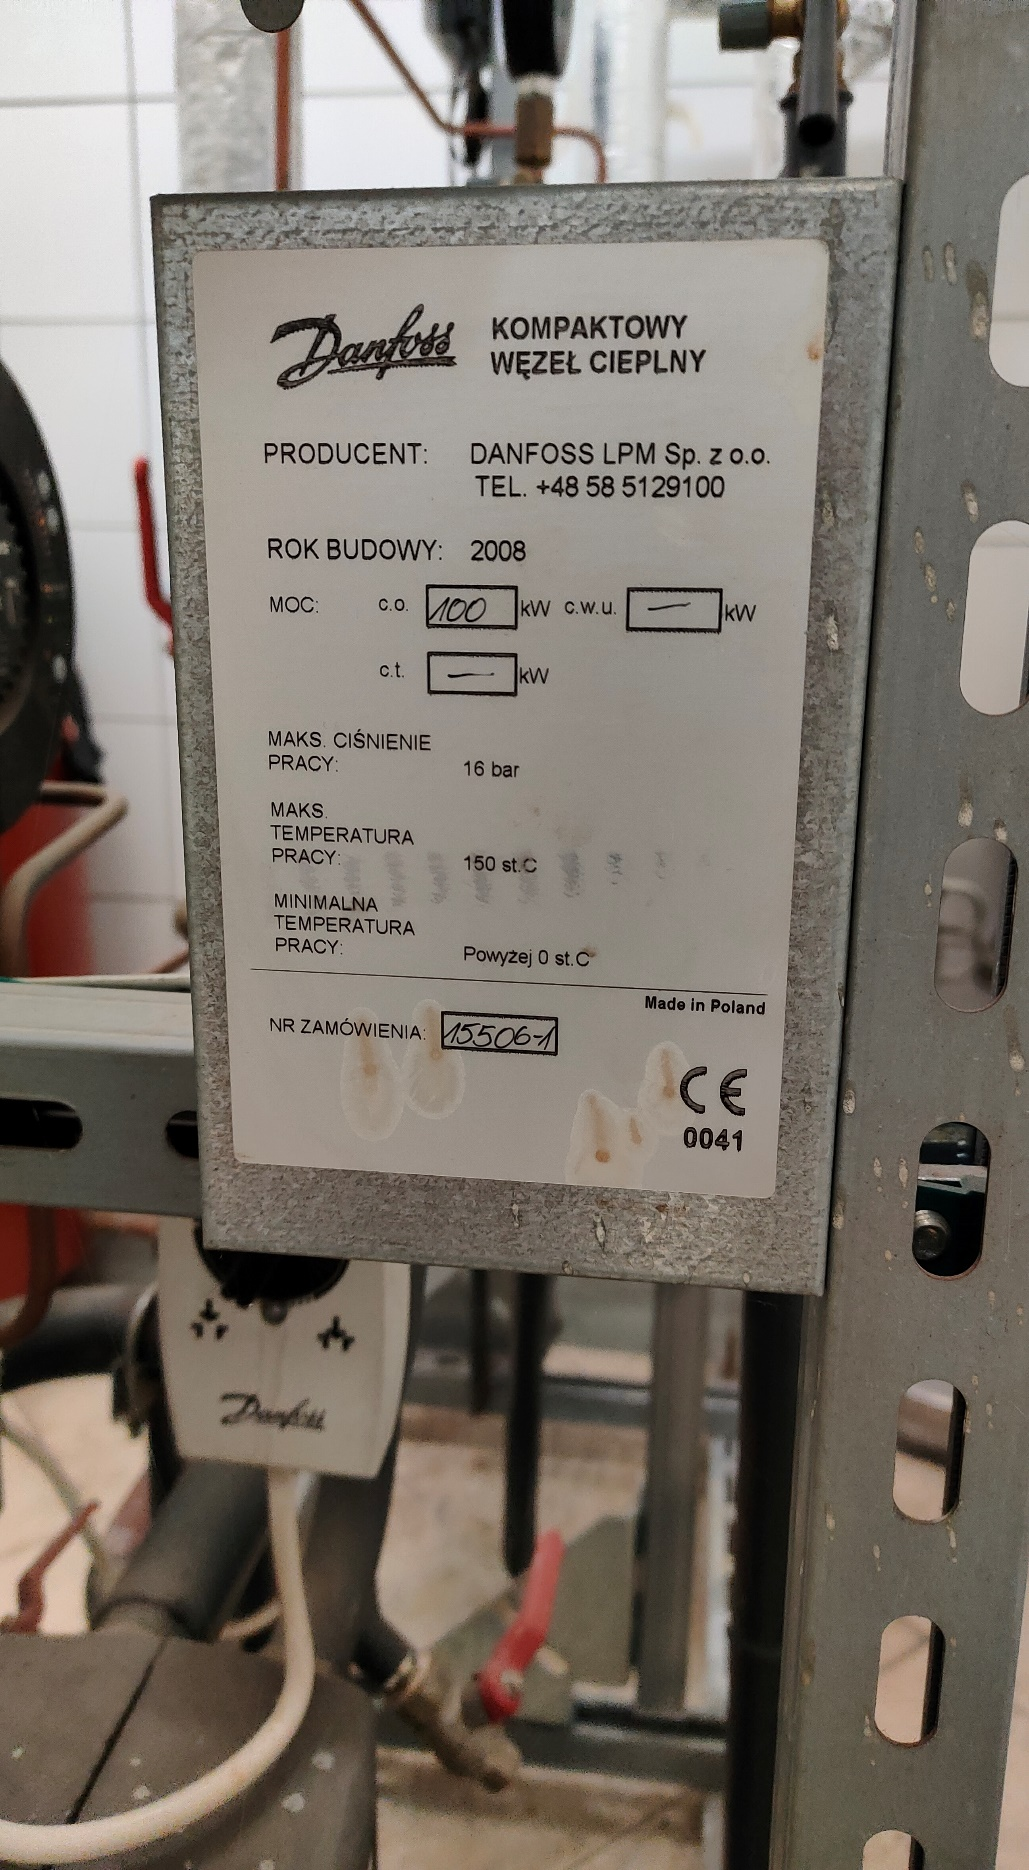 Danfoss KOMPAKTOWY
WĘZEŁ CIEPLNY
PRODUCENT: DANFOSS LPM Sp. z o.o.
TEL. +48 58 5129100
ROK BUDOWY: 2008
MOC: c.o. 100 kW c.w.u. — kW
c.t. — kW
MAKS. CIŚNIENIE
PRACY: 16 bar
MAKS.
TEMPERATURA
PRACY: 150 st.C
MINIMALNA
TEMPERATURA
PRACY: Powyżej 0 st.C
Made in Poland
NR ZAMÓWIENIA: 15506-1
CE
0041
Danfoss